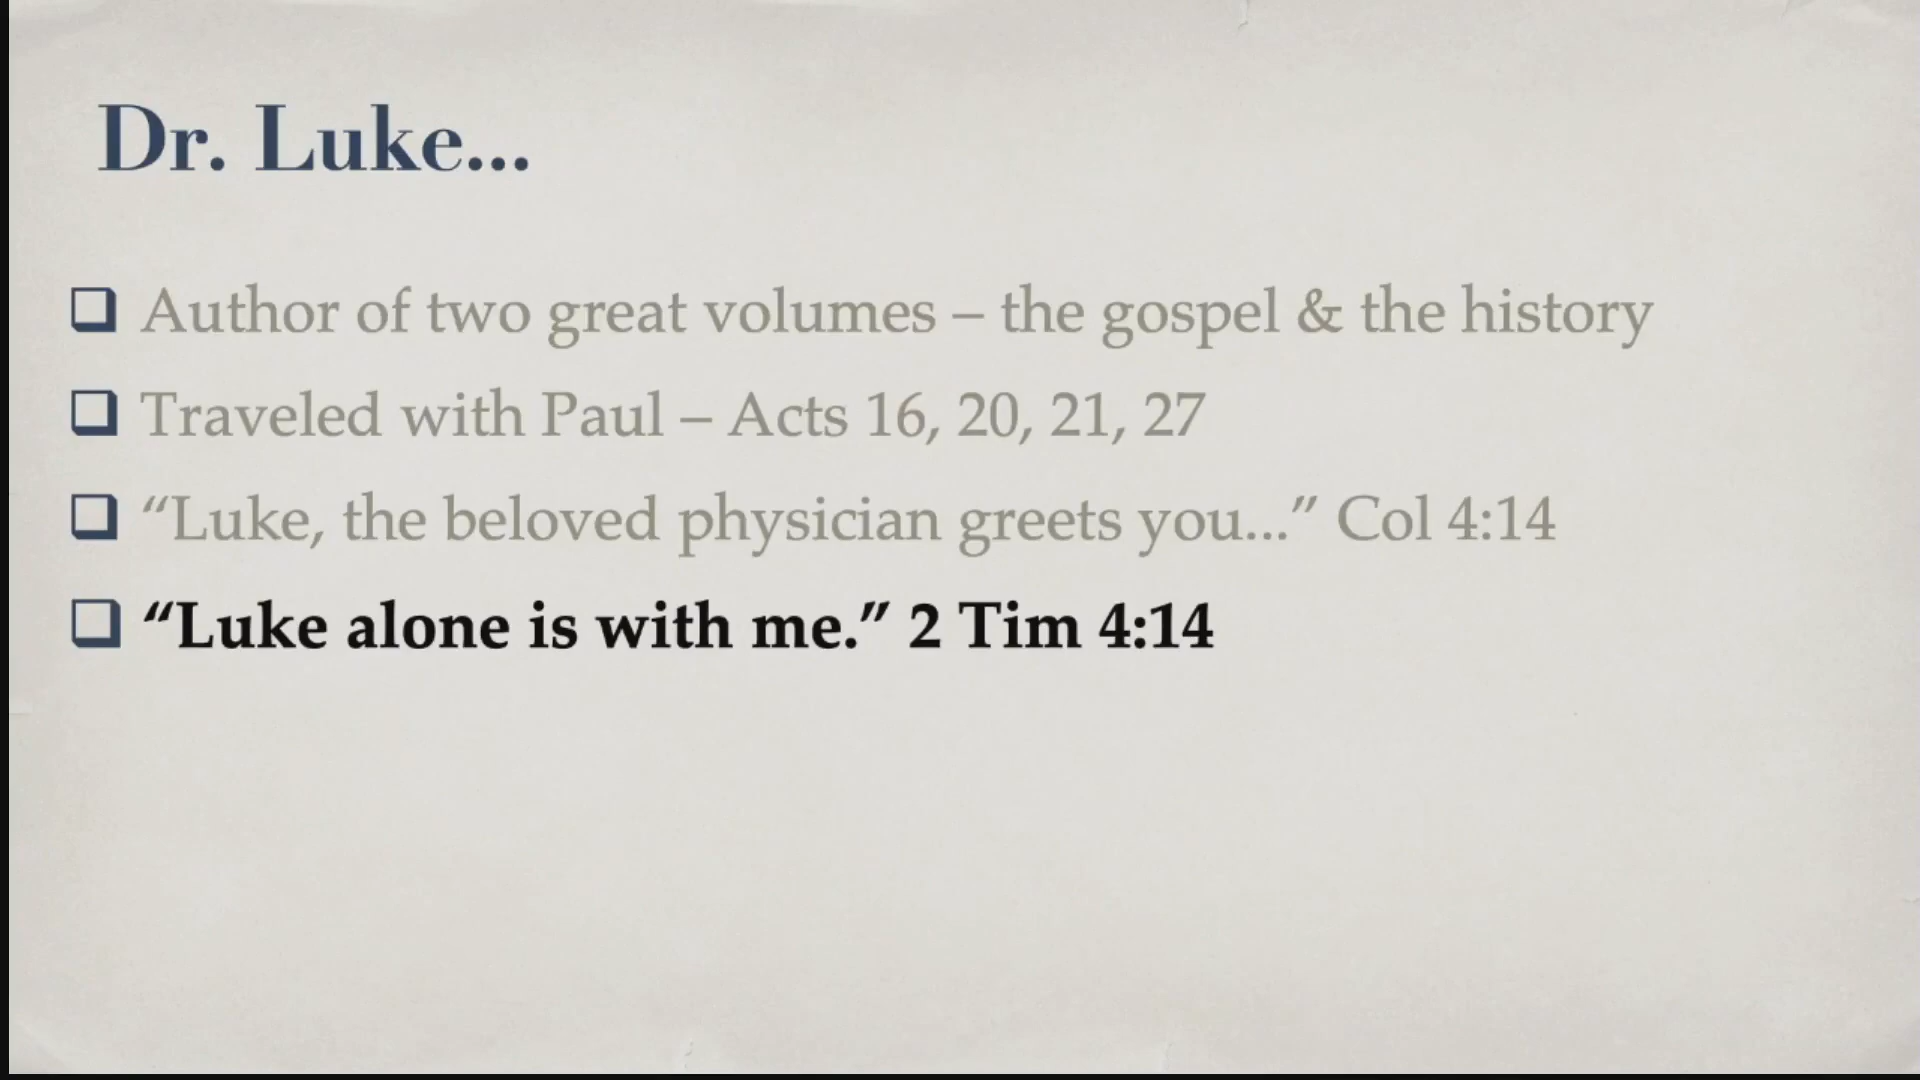 Dr. Luke...
Author of two great volumes – the gospel & the history
Traveled with Paul – Acts 16, 20, 21, 27
“Luke, the beloved physician greets you...” Col 4:14
“Luke alone is with me.” 2 Tim 4:14